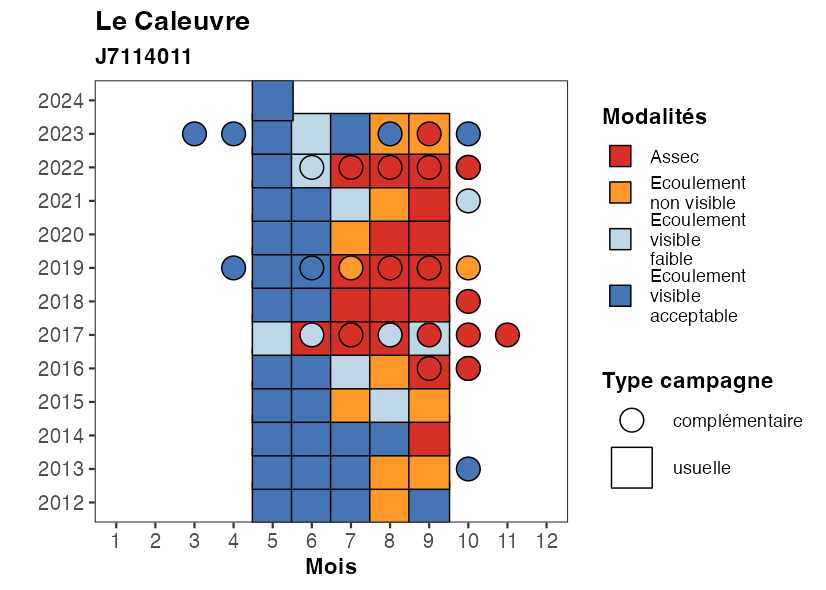 Le Caleuvre
J7114011
2024
2023
2022
2021
2020
2019
2018
2017
2016
2015
2014
2013
2012
1 2 3 4 5 6 7 8 9 10 11 12
Mois
Modalités
Assec
Ecoulement
non visible
Ecoulement
visible
faible
Ecoulement
visible
acceptable
Type campagne
complémentaire
usuelle